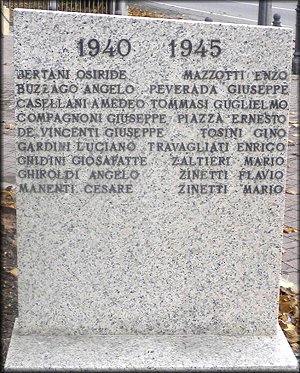 1940 1945
BERTANI OSIRIDE MAZZOTTI ENZO
BUZZAGO ANGELO PEVERADA GIUSEPPE
CASELLANI AMEDEO TOMMASI GUGLIELMO
COMPAGNONI GIUSEPPE PIAZZA ERNESTO
DE VINCENTI GIUSEPPE TOSINI GINO
GARDINI LUCIANO TRAVAGLIATI ENRICO
GHIDINI GIOSAFATTE ZALTIERI MARIO
GHIROLDI ANGELO ZINETTI FLAVIO
MANENTI CESARE ZINETTI MARIO